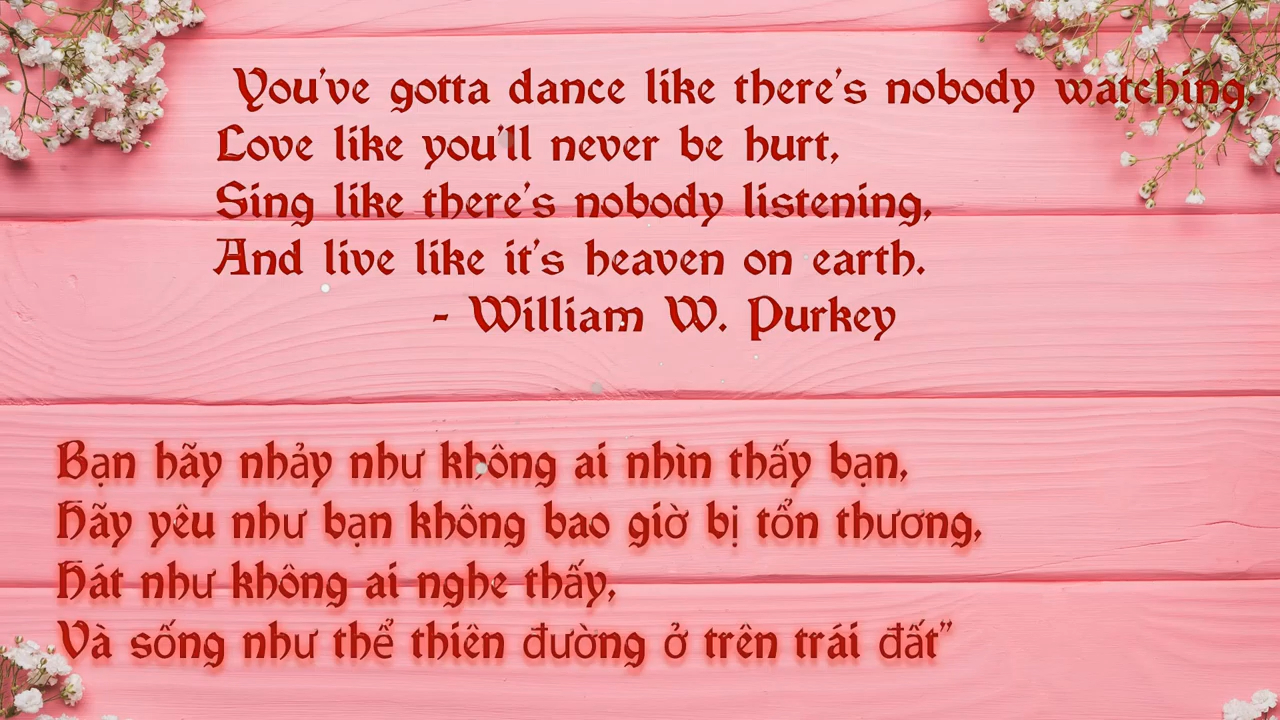 You've gotta dance like there's nobody watching,
Love like you'll never be hurt,
Sing like there's nobody listening,
And live like it's heaven on earth.
- William W. Purkey
Bạn hãy nhảy như không ai nhìn thấy bạn,
Hãy yêu như bạn không bao giờ bị tổn thương,
Hát như không ai nghe thấy,
Và sống như thể thiên đường ở trên trái đất”